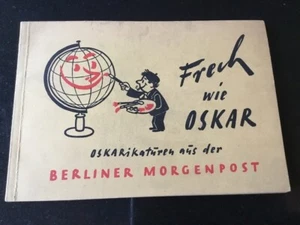 Frech
wie
OSKAR
OSKARikaturen aus der
BERLINER MORGENPOST